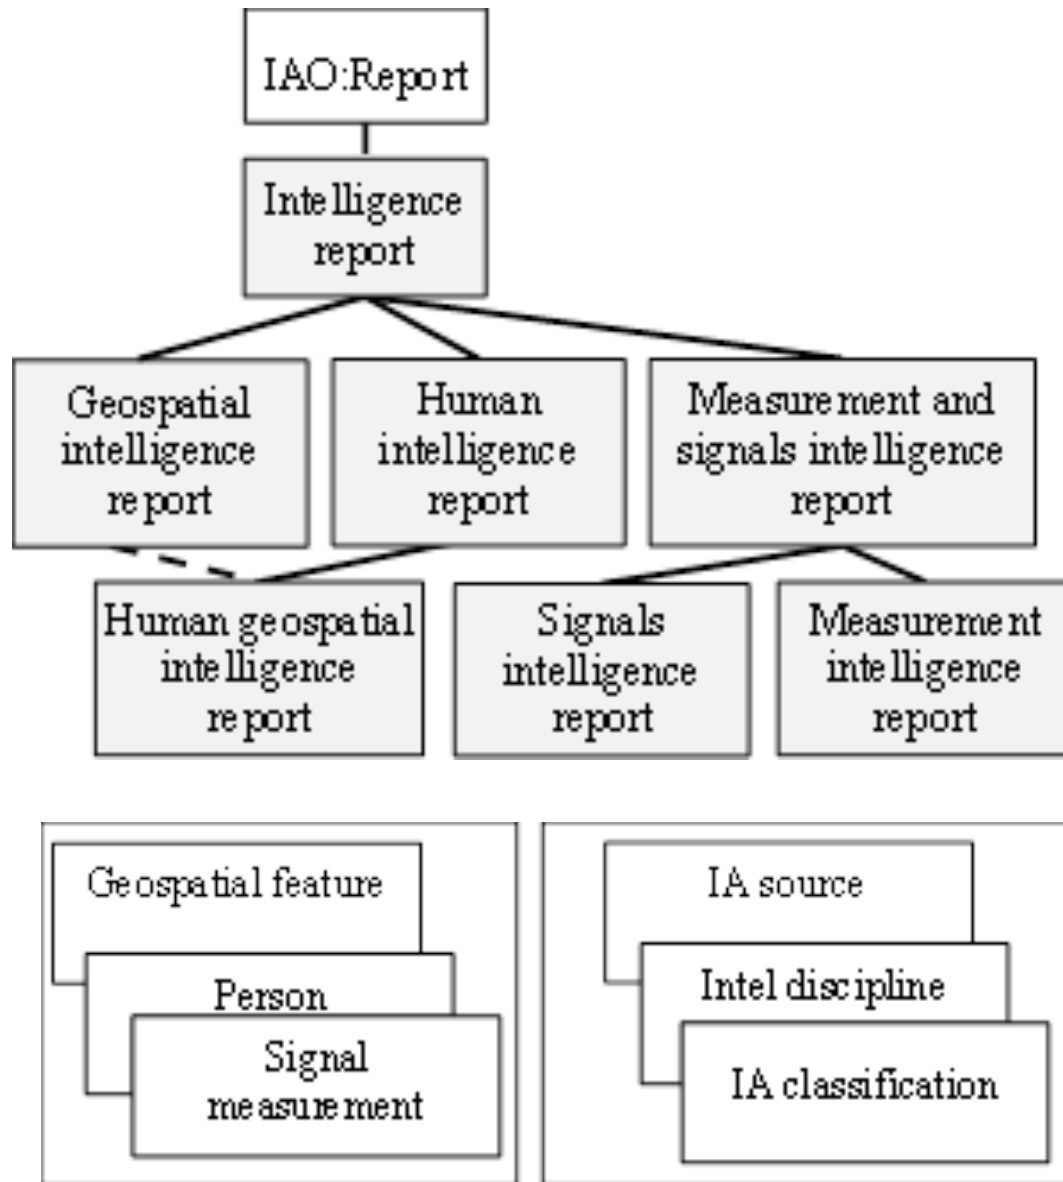 IAO:Report
Intelligence
report
Geospatial
intelligence
report
Human
intelligence
report
Measurement and
signals intelligence
report
Human geospatial
intelligence
report
Signals
intelligence
report
Measurement
intelligence
report
Geospatial feature
Person
Signal
measurement
IA source
Intel discipline
IA classification